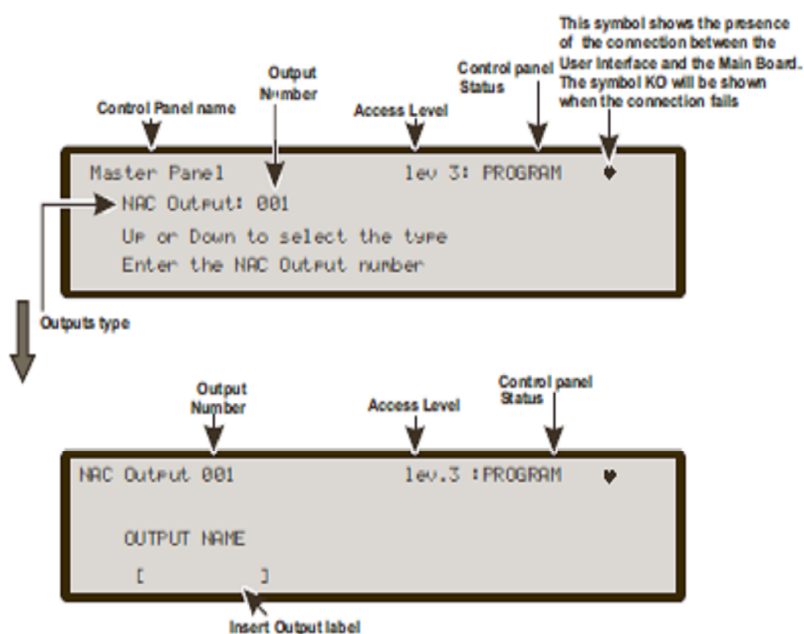 This symbol shows the presence
of the connection between the
User Interface and the Main Board.
The symbol KO will be shown
when the connection fails
Control panel
Status
Output
Number
Control Panel name
Access Level
Master Panel lev 3: PROGRAM ♥
NAC Output: 001
Up or Down to select the type
Enter the NAC Output number
Outputs type
Output
Number
Access Level
Control panel
Status
NAC Output 001 lev.3 :PROGRAM ♥
OUTPUT NAME
[ ]
Insert Output label